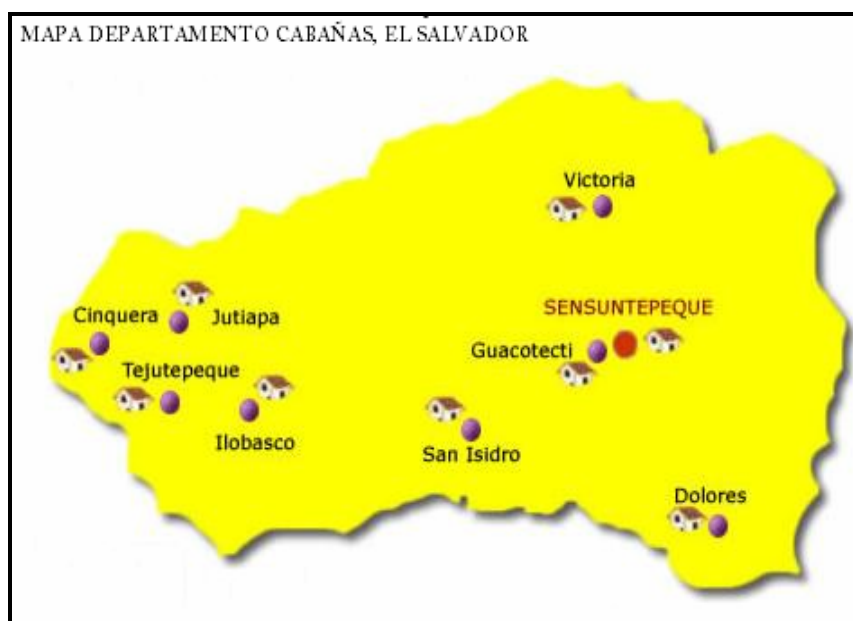 MAPA DEPARTAMENTO CABAÑAS, EL SALVADOR
Victoria
SENSUNTEPEQUE
Cinquera
Jutiapa
Guacotecti
Tejutepeque
Ilobasco
San Isidro
Dolores